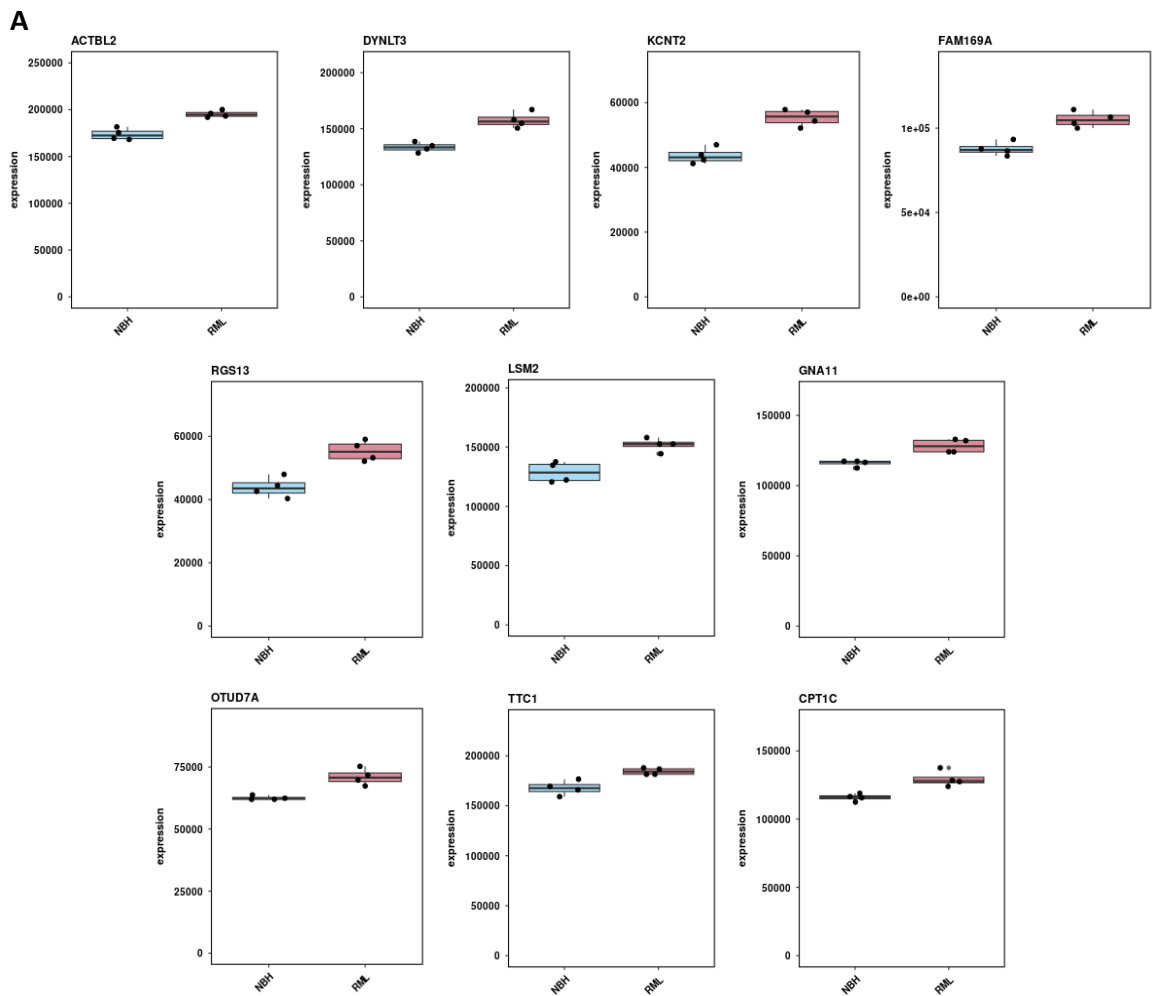 A
ACTBL2
DYNLT3
KCNT2
FAM169A
expression
250000
200000
150000
100000
50000
0
NBH
RML
expression
200000
150000
100000
50000
0
NBH
RML
expression
60000
40000
20000
0
NBH
RML
expression
1e+05
5e+04
0e+00
NBH
RML
RGS13
LSM2
GNA11
expression
60000
40000
20000
0
NBH
RML
expression
200000
150000
100000
50000
0
NBH
RML
expression
150000
100000
50000
0
NBH
RML
OTUD7A
TTC1
CPT1C
expression
75000
50000
25000
0
NBH
RML
expression
200000
150000
100000
50000
0
NBH
RML
expression
150000
100000
50000
0
NBH
RML